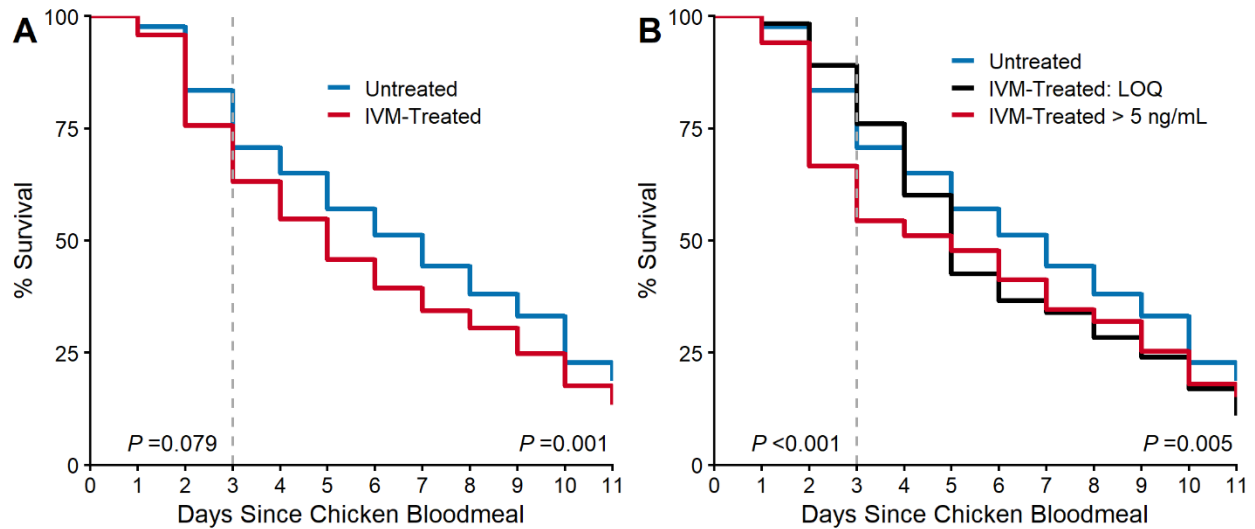 A
100
75
50
25
0
% Survival
Untreated
IVM-Treated
P =0.079
P =0.001
0 1 2 3 4 5 6 7 8 9 10 11
Days Since Chicken Bloodmeal
B
100
75
50
25
0
% Survival
Untreated
IVM-Treated: LOQ
IVM-Treated > 5 ng/mL
P <0.001
P =0.005
0 1 2 3 4 5 6 7 8 9 10 11
Days Since Chicken Bloodmeal